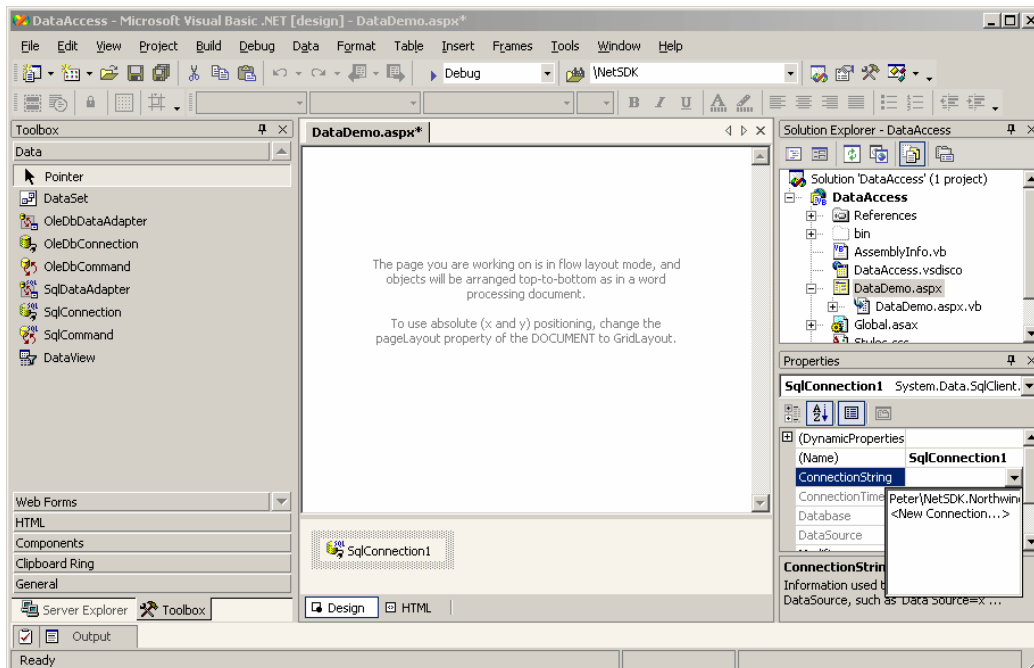 DataAccess - Microsoft Visual Basic .NET [design] - DataDemo.aspx*
File Edit View Project Build Debug Data Format Table Insert Frames Tools Window Help
Debug \NetSDK
B I U A
Toolbox
Data
Pointer
DataSet
OleDbDataAdapter
OleDbConnection
OleDbCommand
SqlDataAdapter
SqlConnection
SqlCommand
DataView
Web Forms
HTML
Components
Clipboard Ring
General
Server Explorer Toolbox
DataDemo.aspx*
The page you are working on is in flow layout mode, and
objects will be arranged top-to-bottom as in a word
processing document.
To use absolute (x and y) positioning, change the
pageLayout property of the DOCUMENT to GridLayout.
SqlConnection1
Design HTML
Solution Explorer - DataAccess
Solution 'DataAccess' (1 project)
DataAccess
References
bin
AssemblyInfo.vb
DataAccess.vsdisco
DataDemo.aspx
DataDemo.aspx.vb
Global.asax
Styles.css
Properties
SqlConnection1 System.Data.SqlClient.
(DynamicProperties
(Name) SqlConnection1
ConnectionString
ConnectionTime
Peter\NetSDK.Northwin
Database
<New Connection...>
DataSource
ConnectionString
Information used t
DataSource, such as Data Source=x ...
Output
Ready